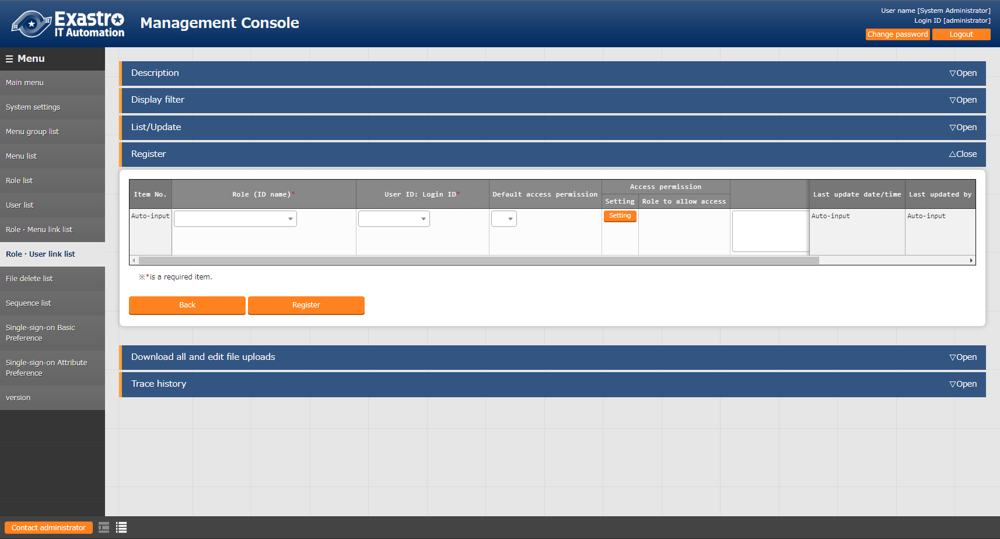 Exastro
IT Automation
Management Console
User name [System Administrator]
Login ID [administrator]
Change password
Logout
Menu
Main menu
System settings
Menu group list
Menu list
Role list
User list
Role・Menu link list
Role・User link list
File delete list
Sequence list
Single-sign-on Basic
Preference
Single-sign-on Attribute
Preference
version
Description
▽Open
Display filter
▽Open
List/Update
▽Open
Register
△Close
Item No.
Role (ID name)*
User ID: Login ID*
Default access permission
Access permission
Setting
Role to allow access
Last update date/time
Last updated by
Auto-input
Setting
Auto-input
Auto-input
※*is a required item.
Back
Register
Download all and edit file uploads
▽Open
Trace history
▽Open
Contact administrator